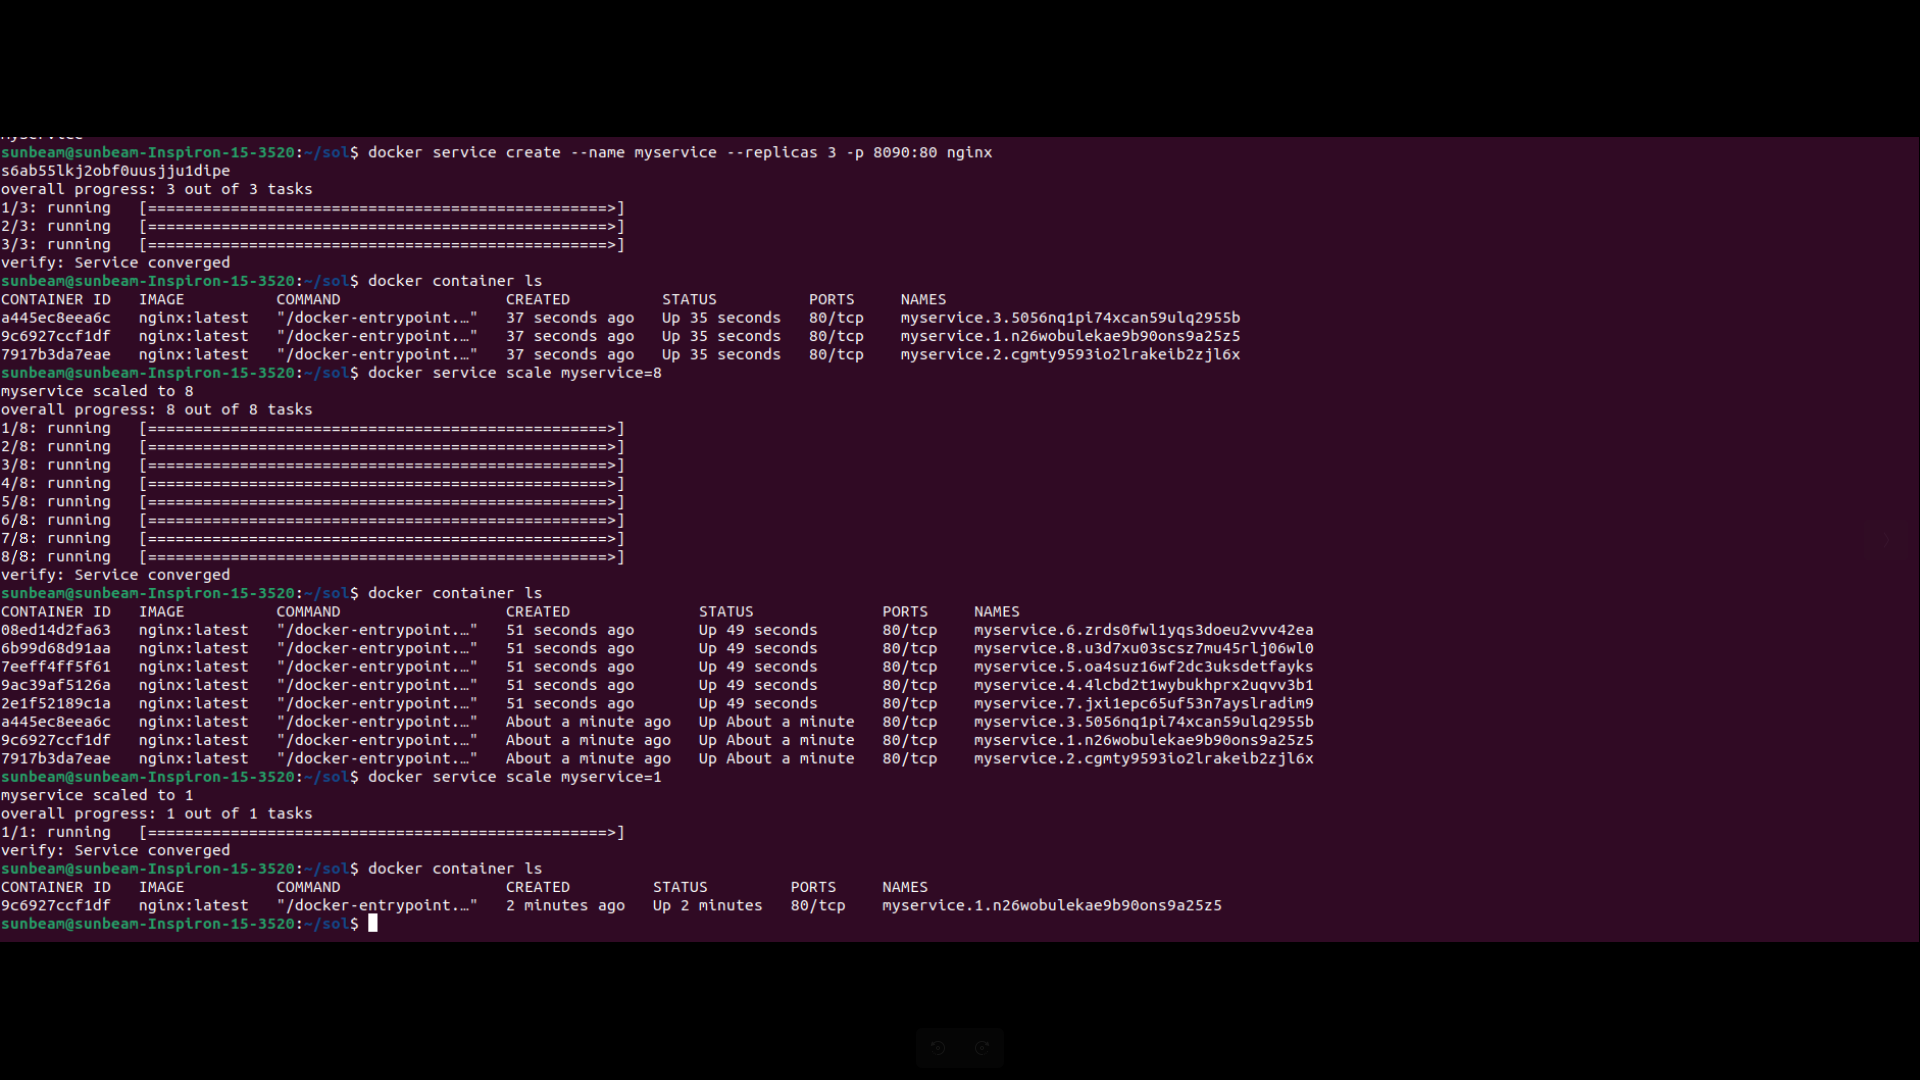 myservice
sunbeam@sunbeam-Inspiron-15-3520:~/sol$ docker service create --name myservice --replicas 3 -p 8090:80 nginx
s6ab55lkj2obf0uusjju1dipe
overall progress: 3 out of 3 tasks
1/3: running   [==================================================>]
2/3: running   [==================================================>]
3/3: running   [==================================================>]
verify: Service converged
sunbeam@sunbeam-Inspiron-15-3520:~/sol$ docker container ls
CONTAINER ID   IMAGE          COMMAND                  CREATED          STATUS          PORTS     NAMES
a445ec8eea6c   nginx:latest   "/docker-entrypoint.…"   37 seconds ago   Up 35 seconds   80/tcp    myservice.3.5056nq1pi74xcan59ulq2955b
9c6927ccf1df   nginx:latest   "/docker-entrypoint.…"   37 seconds ago   Up 35 seconds   80/tcp    myservice.1.n26wobulekae9b90ons9a25z5
7917b3da7eae   nginx:latest   "/docker-entrypoint.…"   37 seconds ago   Up 35 seconds   80/tcp    myservice.2.cgmty9593io2lrakeib2zjl6x
sunbeam@sunbeam-Inspiron-15-3520:~/sol$ docker service scale myservice=8
myservice scaled to 8
overall progress: 8 out of 8 tasks
1/8: running   [==================================================>]
2/8: running   [==================================================>]
3/8: running   [==================================================>]
4/8: running   [==================================================>]
5/8: running   [==================================================>]
6/8: running   [==================================================>]
7/8: running   [==================================================>]
8/8: running   [==================================================>]
verify: Service converged
sunbeam@sunbeam-Inspiron-15-3520:~/sol$ docker container ls
CONTAINER ID   IMAGE          COMMAND                  CREATED              STATUS              PORTS     NAMES
08ed14d2fa63   nginx:latest   "/docker-entrypoint.…"   51 seconds ago       Up 49 seconds       80/tcp    myservice.6.zrds0fwl1yqs3doeu2vvv42ea
6b99d68d91aa   nginx:latest   "/docker-entrypoint.…"   51 seconds ago       Up 49 seconds       80/tcp    myservice.8.u3d7xu03scsz7mu45rlj06wl0
7eeff4ff5f61   nginx:latest   "/docker-entrypoint.…"   51 seconds ago       Up 49 seconds       80/tcp    myservice.5.oa4suz16wf2dc3uksdetfayks
9ac39af5126a   nginx:latest   "/docker-entrypoint.…"   51 seconds ago       Up 49 seconds       80/tcp    myservice.4.4lcbd2t1wybukhprx2uqvv3b1
2e1f52189c1a   nginx:latest   "/docker-entrypoint.…"   51 seconds ago       Up 49 seconds       80/tcp    myservice.7.jxi1epc65uf53n7ayslradim9
a445ec8eea6c   nginx:latest   "/docker-entrypoint.…"   About a minute ago   Up About a minute   80/tcp    myservice.3.5056nq1pi74xcan59ulq2955b
9c6927ccf1df   nginx:latest   "/docker-entrypoint.…"   About a minute ago   Up About a minute   80/tcp    myservice.1.n26wobulekae9b90ons9a25z5
7917b3da7eae   nginx:latest   "/docker-entrypoint.…"   About a minute ago   Up About a minute   80/tcp    myservice.2.cgmty9593io2lrakeib2zjl6x
sunbeam@sunbeam-Inspiron-15-3520:~/sol$ docker service scale myservice=1
myservice scaled to 1
overall progress: 1 out of 1 tasks
1/1: running   [==================================================>]
verify: Service converged
sunbeam@sunbeam-Inspiron-15-3520:~/sol$ docker container ls
CONTAINER ID   IMAGE          COMMAND                  CREATED         STATUS         PORTS     NAMES
9c6927ccf1df   nginx:latest   "/docker-entrypoint.…"   2 minutes ago   Up 2 minutes   80/tcp    myservice.1.n26wobulekae9b90ons9a25z5
sunbeam@sunbeam-Inspiron-15-3520:~/sol$